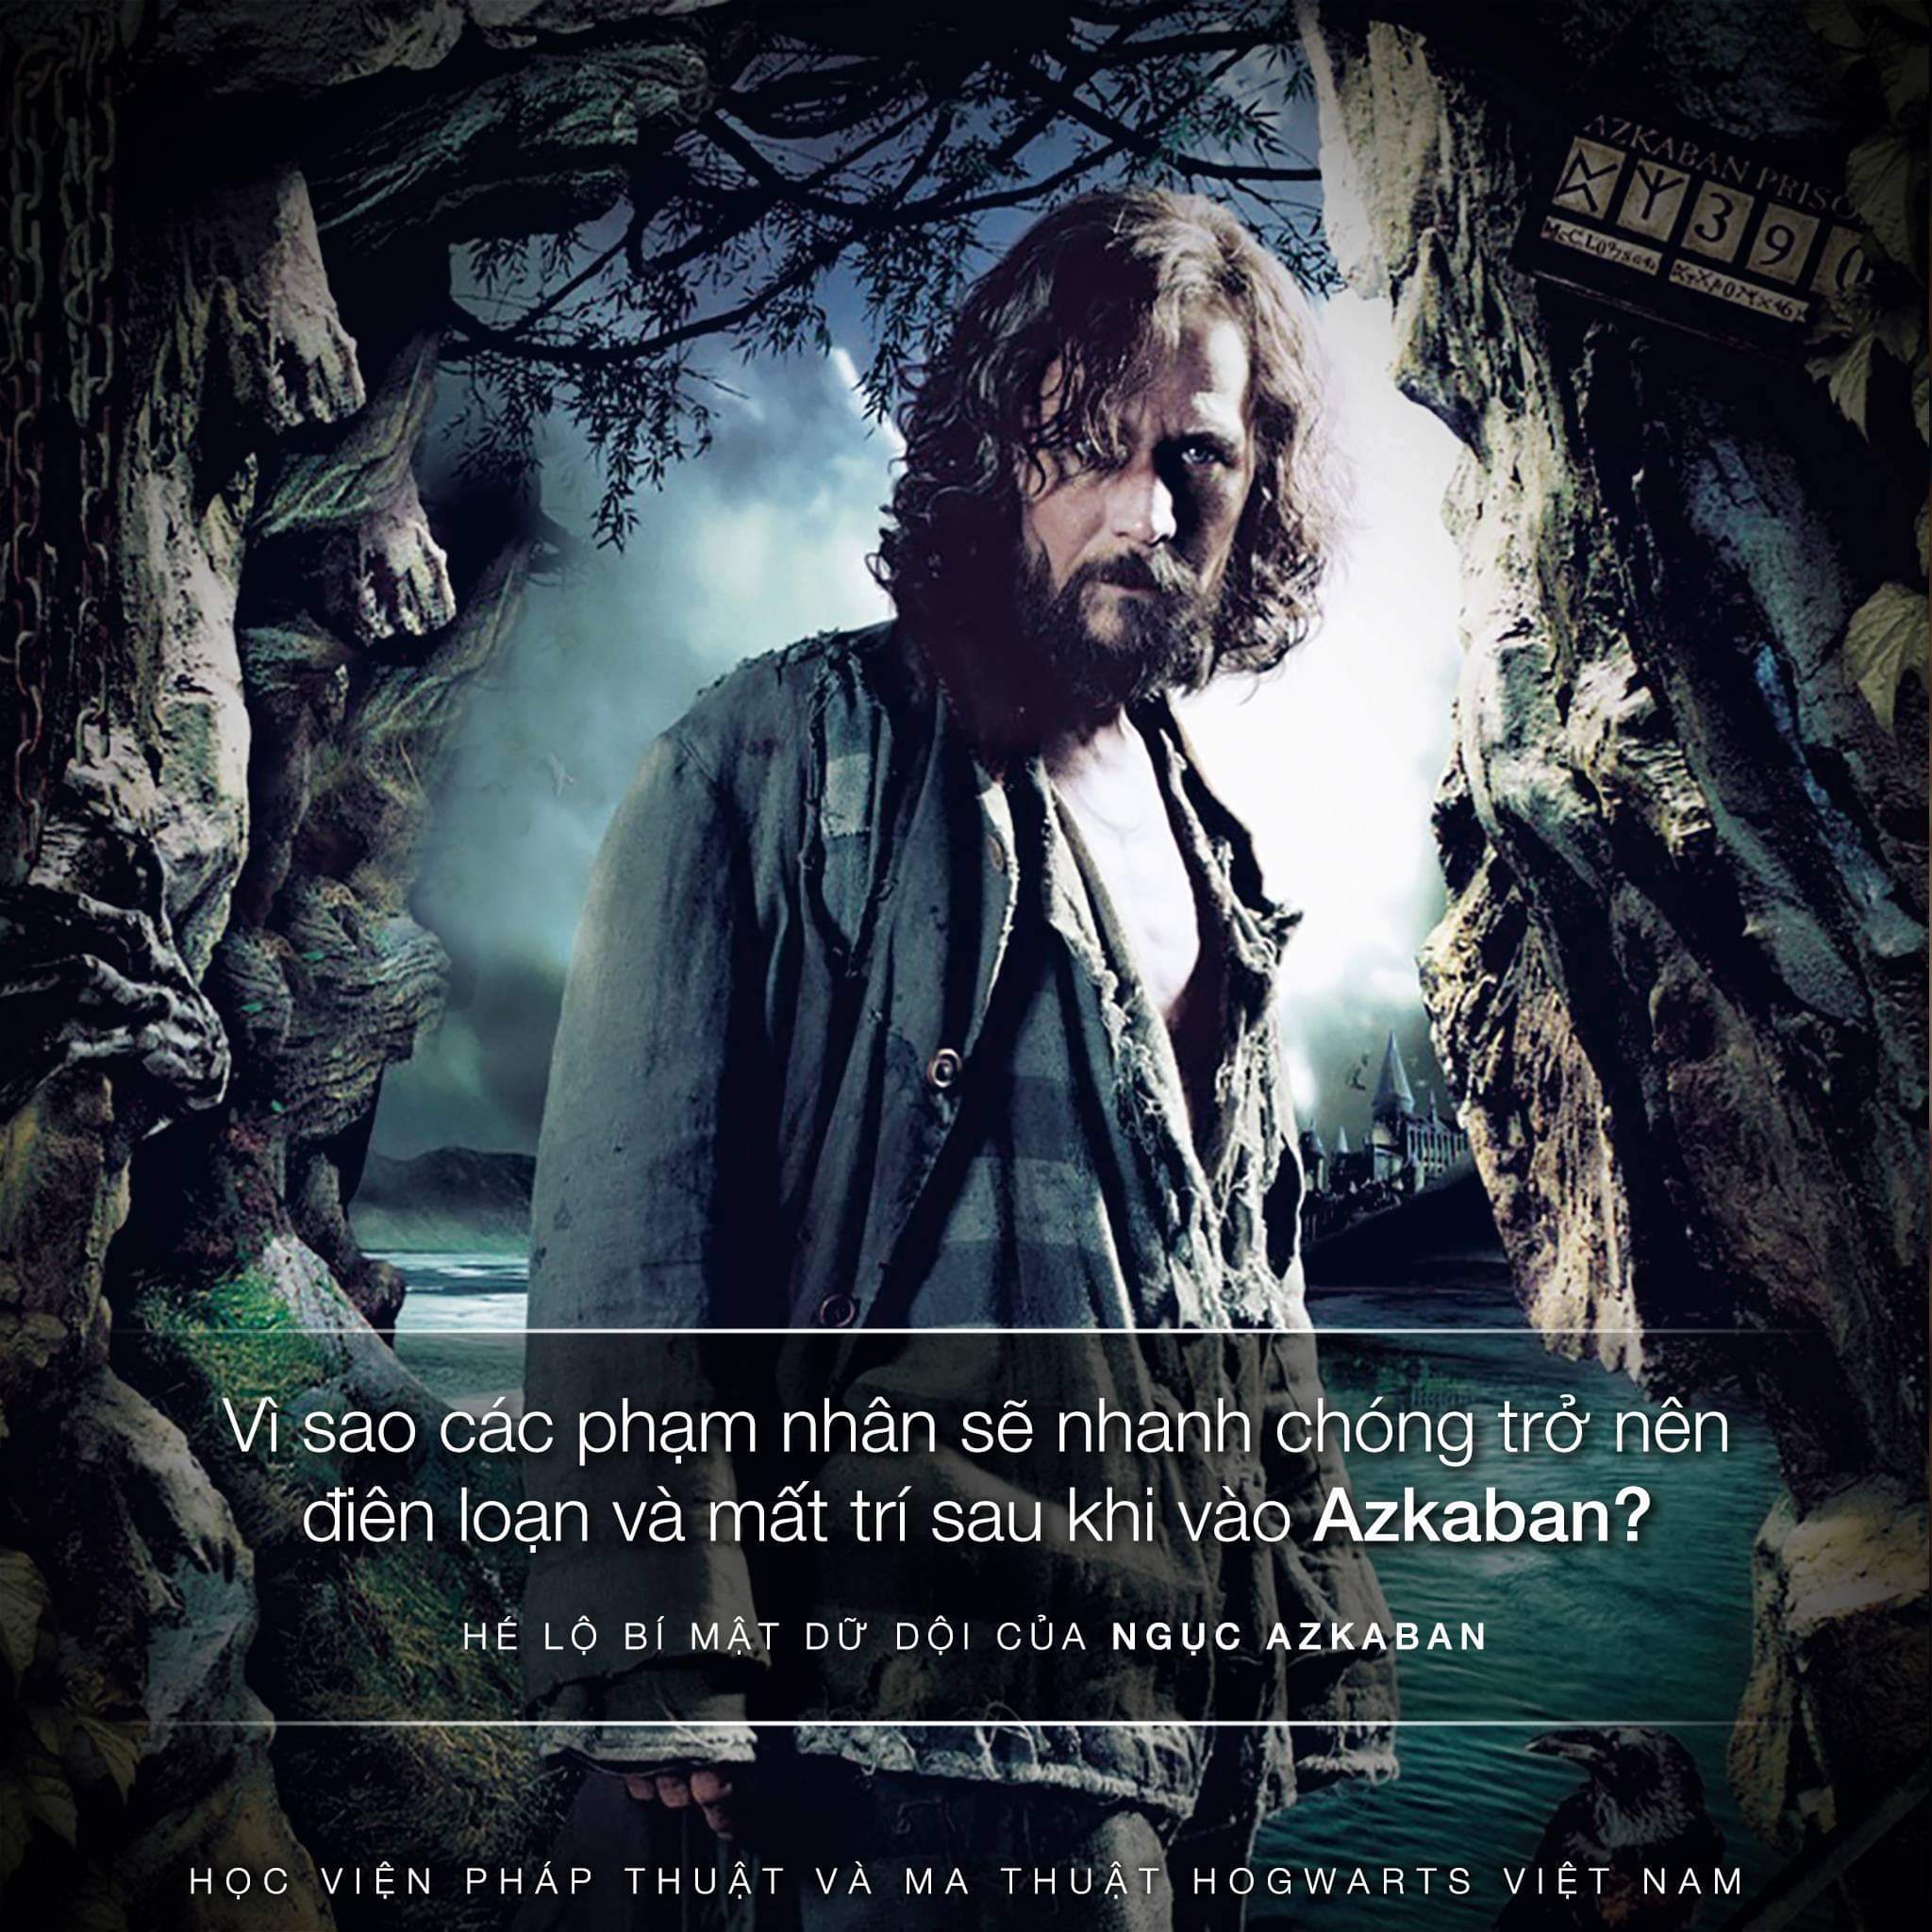 AZKABAN PRISO
39
Vì sao các phạm nhân sẽ nhanh chóng trở nên
điên loạn và mất trí sau khi vào Azkaban?
HÉ LỘ BÍ MẬT DỮ DỘI CỦA NGỤC AZKABAN
HỌC VIỆN PHÁP THUẬT VÀ MA THUẬT HOGWARTS VIỆT NAM